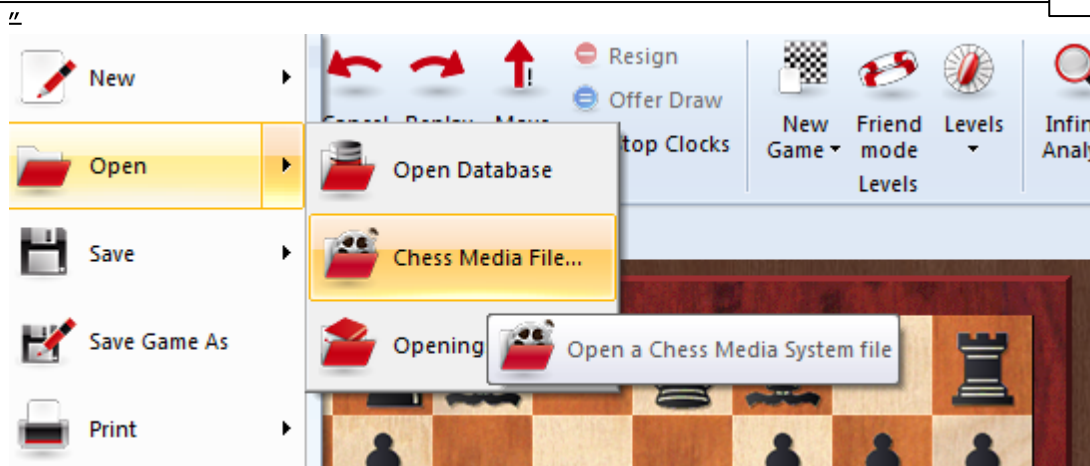 "
New
Open
Save
Save Game As
Print
Open Database
Chess Media File...
Opening
Open a Chess Media System file
Resign
Offer Draw
top Clocks
!
New Game
Friend mode
Levels
Levels